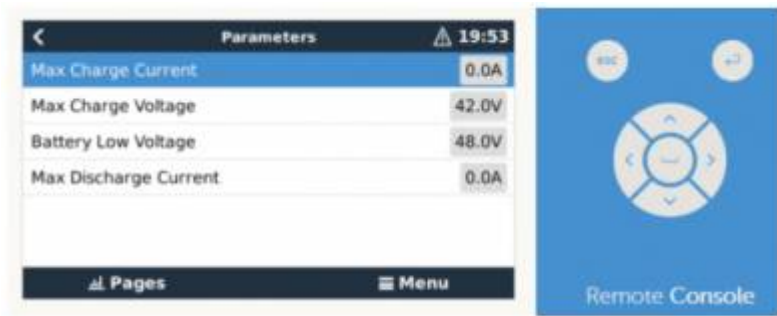 Parameters 19:53
Max Charge Current 0.0A
Max Charge Voltage 42.0V
Battery Low Voltage 48.0V
Max Discharge Current 0.0A
Pages Menu
esc
Remote Console